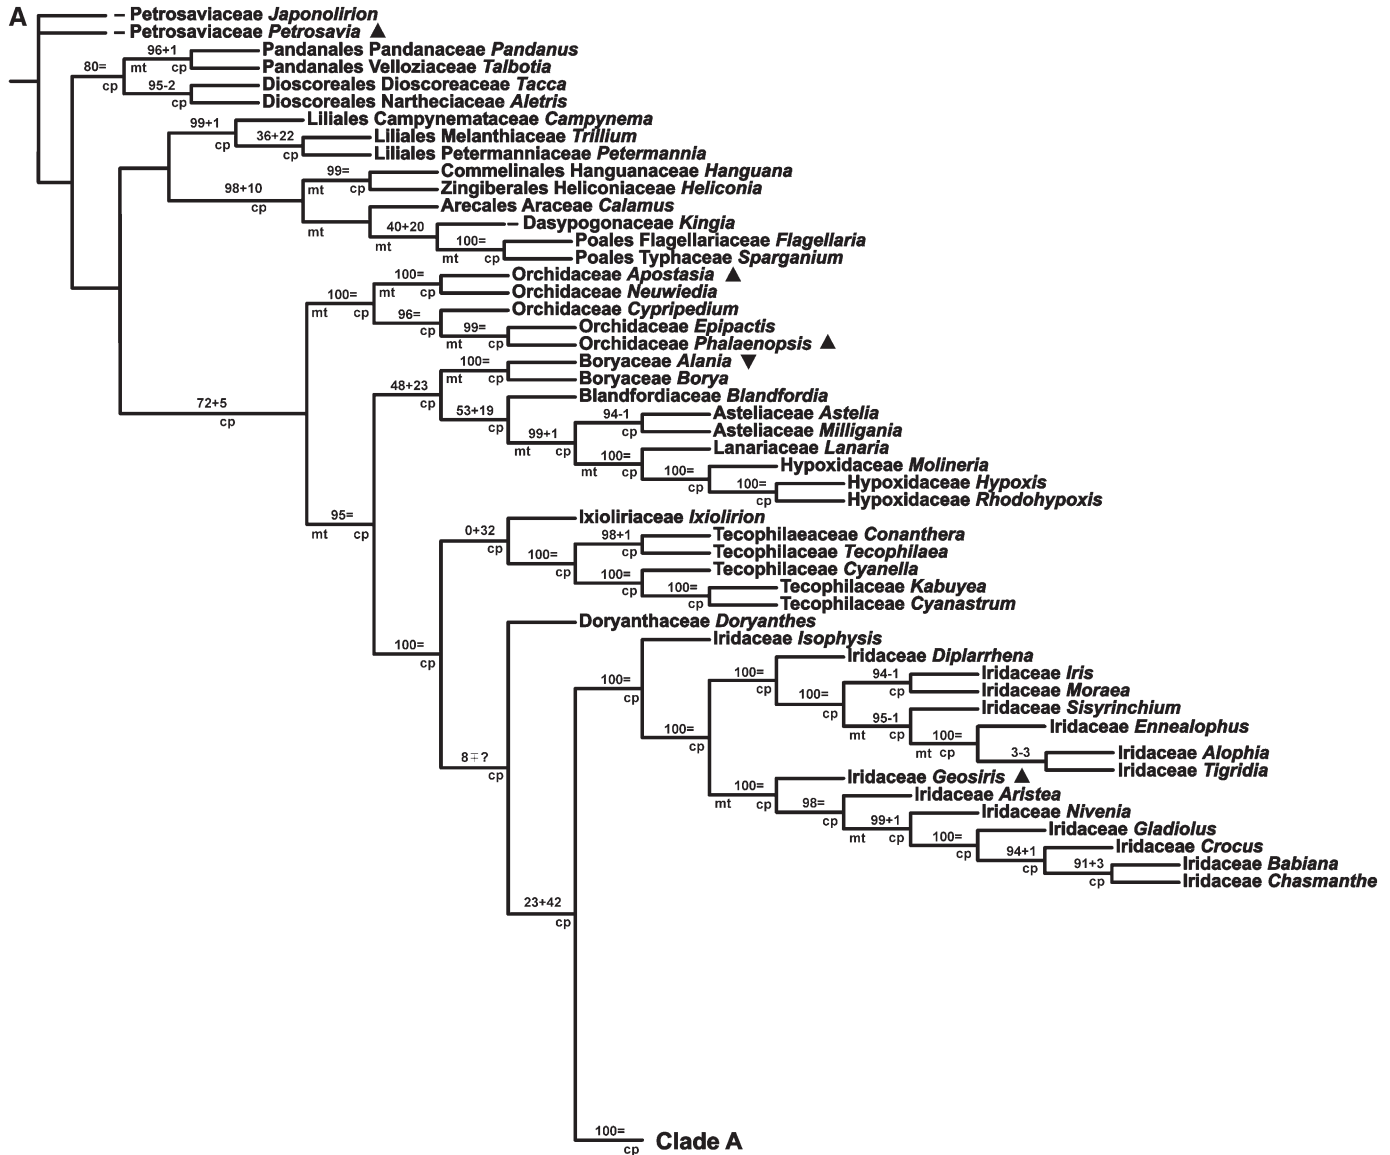 A
– Petrosaviaceae Japonolirion
– Petrosaviaceae Petrosavia ▲
96+1
Pandanales Pandanaceae Pandanus
80=
mt cp
Pandanales Velloziaceae Talbotia
cp
95-2
Dioscoreales Dioscoreaceae Tacca
cp
Dioscoreales Nartheciaceae Aletris
99+1
Liliales Campynemataceae Campynema
cp
36+22
Liliales Melanthiaceae Trillium
cp
Liliales Petermanniaceae Petermannia
99=
Commelinales Hanguanaceae Hanguana
98+10
mt cp
Zingiberales Heliconiaceae Heliconia
cp
Arecales Araceae Calamus
mt
40+20
– Dasypogonaceae Kingia
mt
100=
Poales Flagellariaceae Flagellaria
mt cp
Poales Typhaceae Sparganium
100=
Orchidaceae Apostasia ▲
100=
mt cp
Orchidaceae Neuwiedia
mt cp
96=
Orchidaceae Cypripedium
cp
99=
Orchidaceae Epipactis
mt cp
Orchidaceae Phalaenopsis ▲
100=
Boryaceae Alania ▼
mt cp
Boryaceae Borya
48+23
cp
Blandfordiaceae Blandfordia
72+5
cp
53+19
cp
94-1
Asteliaceae Astelia
cp
Asteliaceae Milligania
99+1
mt cp
Lanariaceae Lanaria
100=
mt cp
100=
Hypoxidaceae Molineria
cp
100=
Hypoxidaceae Hypoxis
cp
Hypoxidaceae Rhodohypoxis
95=
mt cp
Ixioliriaceae Ixiolirion
0+32
cp
98+1
Tecophilaeaceae Conanthera
cp
Tecophilaceae Tecophilaea
100=
cp
Tecophilaceae Cyanella
100=
cp
100=
Tecophilaceae Kabuyea
cp
Tecophilaceae Cyanastrum
Doryanthaceae Doryanthes
100=
cp
Iridaceae Isophysis
100=
cp
Iridaceae Diplarrhena
100=
cp
94-1
Iridaceae Iris
cp
Iridaceae Moraea
100=
cp
95-1
Iridaceae Sisyrinchium
mt cp
Iridaceae Ennealophus
100=
cp
100=
mt cp
3-3
Iridaceae Alophia
Iridaceae Tigridia
8∓?
cp
100=
Iridaceae Geosiris ▲
mt cp
98=
Iridaceae Aristea
cp
99+1
Iridaceae Nivenia
mt cp
100=
Iridaceae Gladiolus
cp
94+1
Iridaceae Crocus
cp
91+3
Iridaceae Babiana
cp
Iridaceae Chasmanthe
23+42
cp
100=
cp
Clade A